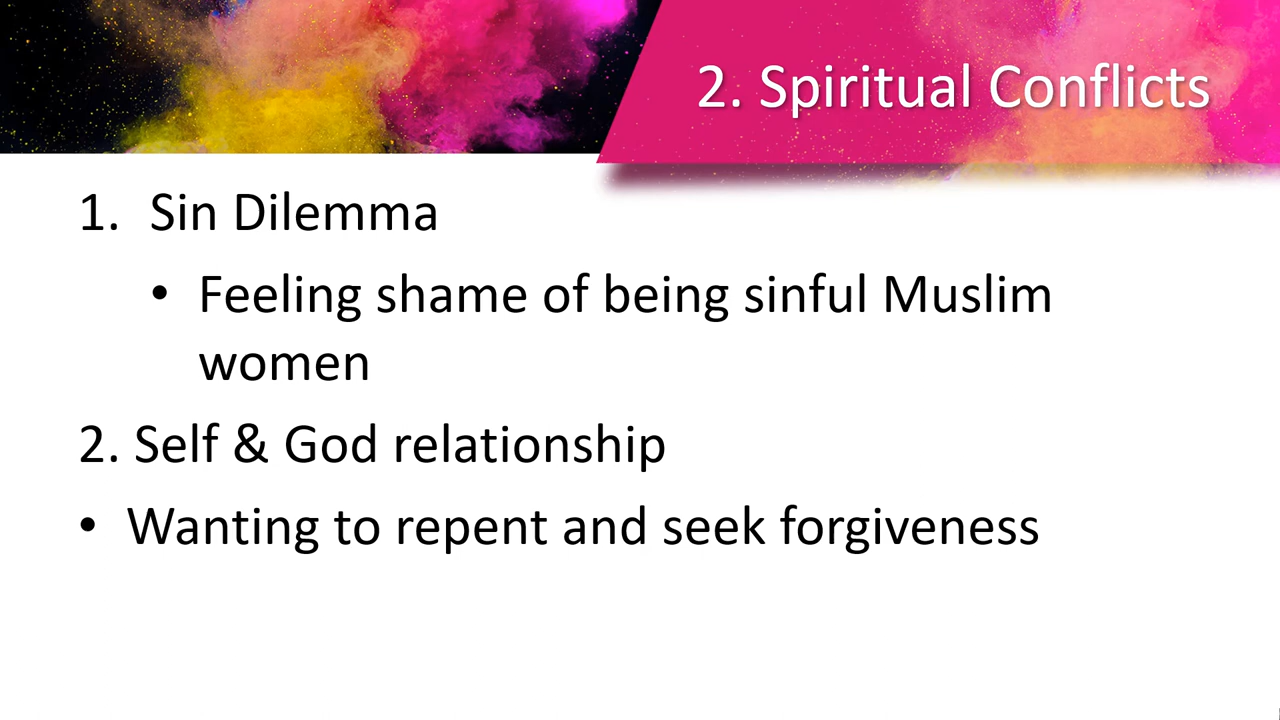 2. Spiritual Conflicts
1. Sin Dilemma
• Feeling shame of being sinful Muslim
women
2. Self & God relationship
• Wanting to repent and seek forgiveness